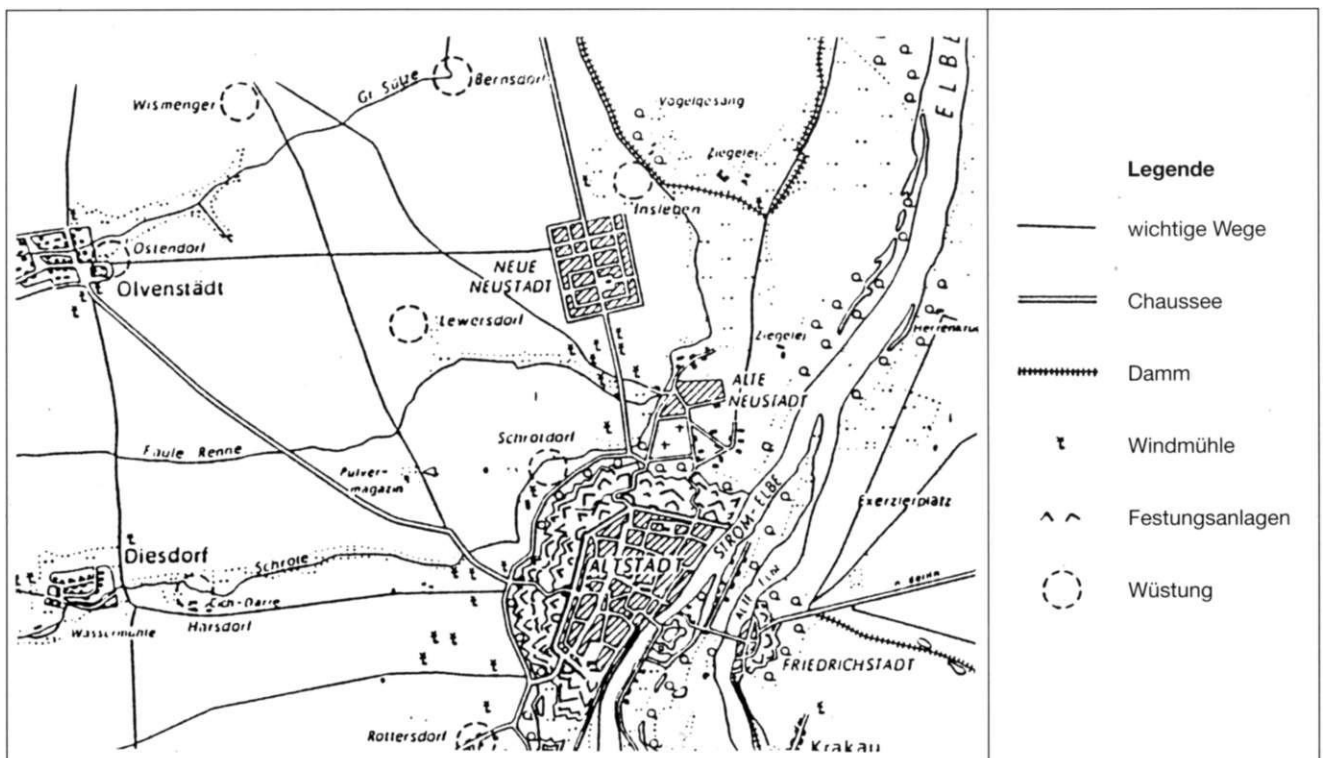 ELBE
Gr. Sülze
Bernsdorf
Wismenger
Vogelgesang
Ziegelei
Insleben
Ostendorf
Olvenstädt
NEUE
NEUSTADT
Lewersdorf
Ziegelei
ALTE
NEUSTADT
Schrotdorf
Faule Renne
Pulver-
magazin
Exerzierplatz
STROM-ELBE
Diesdorf
Schrote
ALTSTADT
Cich-Darre
Harsdorf
Wassermühle
FRIEDRICHSTADT
Rottersdorf
Krakau
Legende
wichtige Wege
Chaussee
Damm
Windmühle
Festungsanlagen
Wüstung